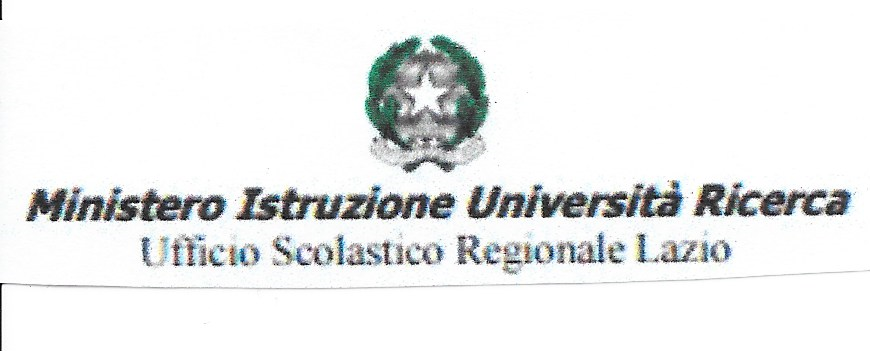 Ministero Istruzione Università Ricerca
Ufficio Scolastico Regionale Lazio